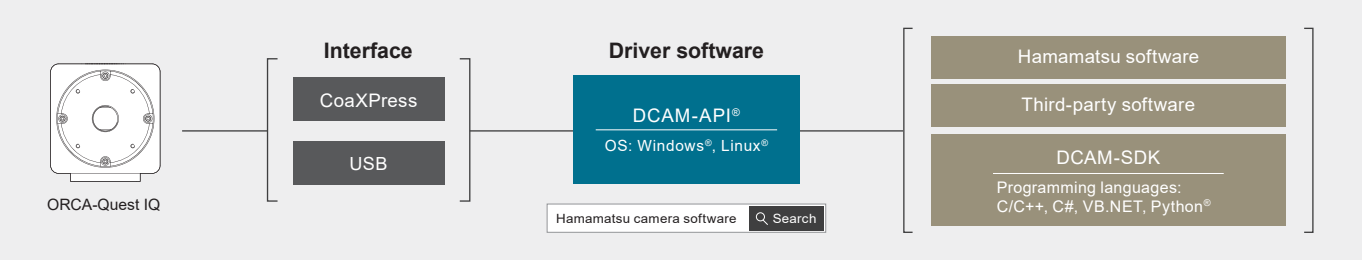 Interface
Driver software
Hamamatsu software
CoaXPress
Third-party software
DCAM-API®
OS: Windows®, Linux®
USB
DCAM-SDK
Programming languages:
C/C++, C#, VB.NET, Python®
ORCA-Quest IQ
Hamamatsu camera software Search